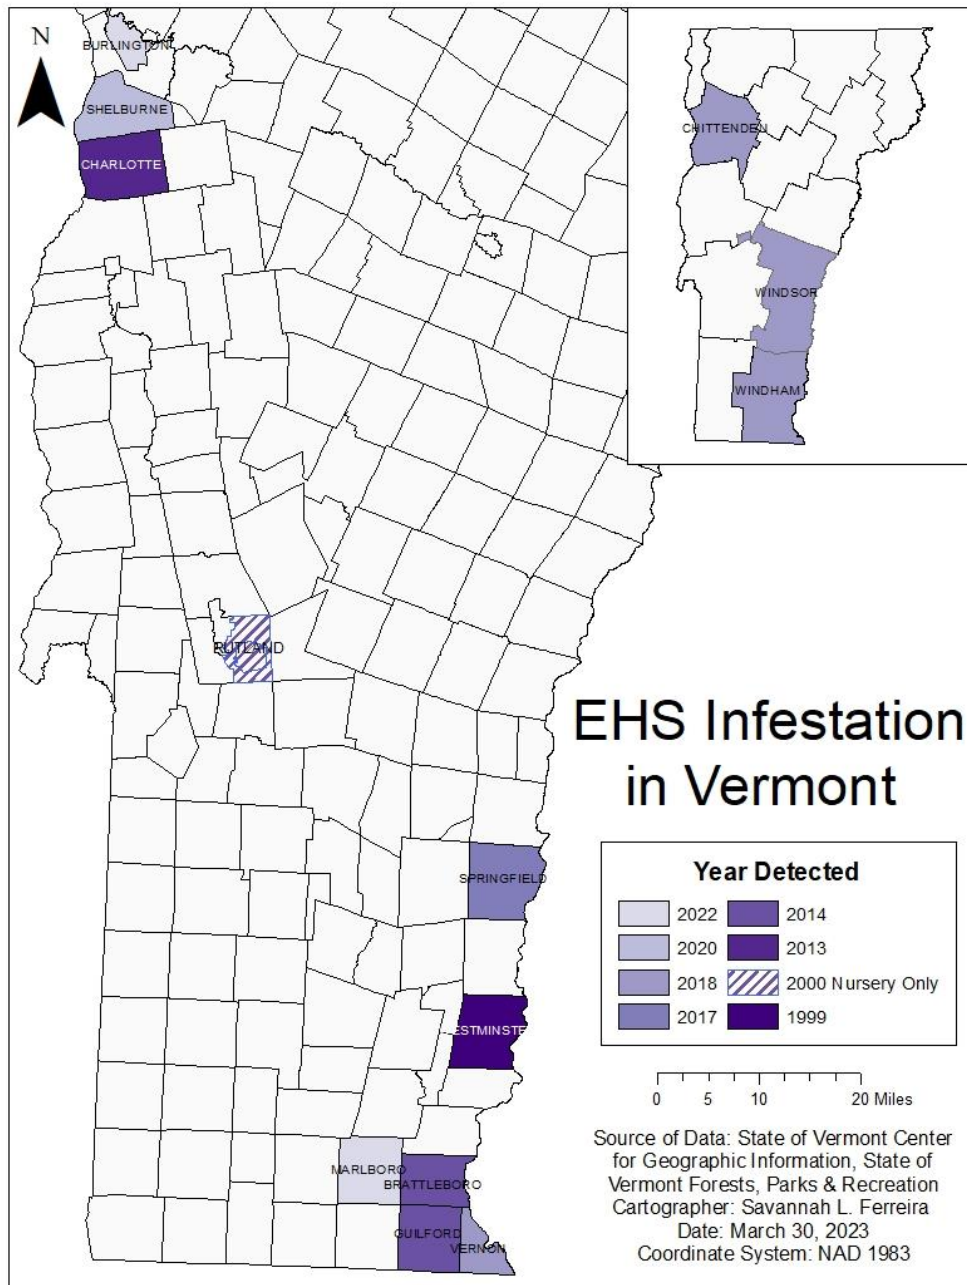 N
BURLINGTON
SHELBURNE
CHARLOTTE
CHITTENDEN
WINDSOR
WINDHAM
RUTLAND
EHS Infestation
in Vermont
SPRINGFIELD
Year Detected
2022 2014
2020 2013
2018 2000 Nursery Only
2017 1999
ESTMINSTE
0 5 10 20 Miles
MARLBORO
BRATTLEBORO
GUILFORD
VERNON
Source of Data: State of Vermont Center
for Geographic Information, State of
Vermont Forests, Parks & Recreation
Cartographer: Savannah L. Ferreira
Date: March 30, 2023
Coordinate System: NAD 1983